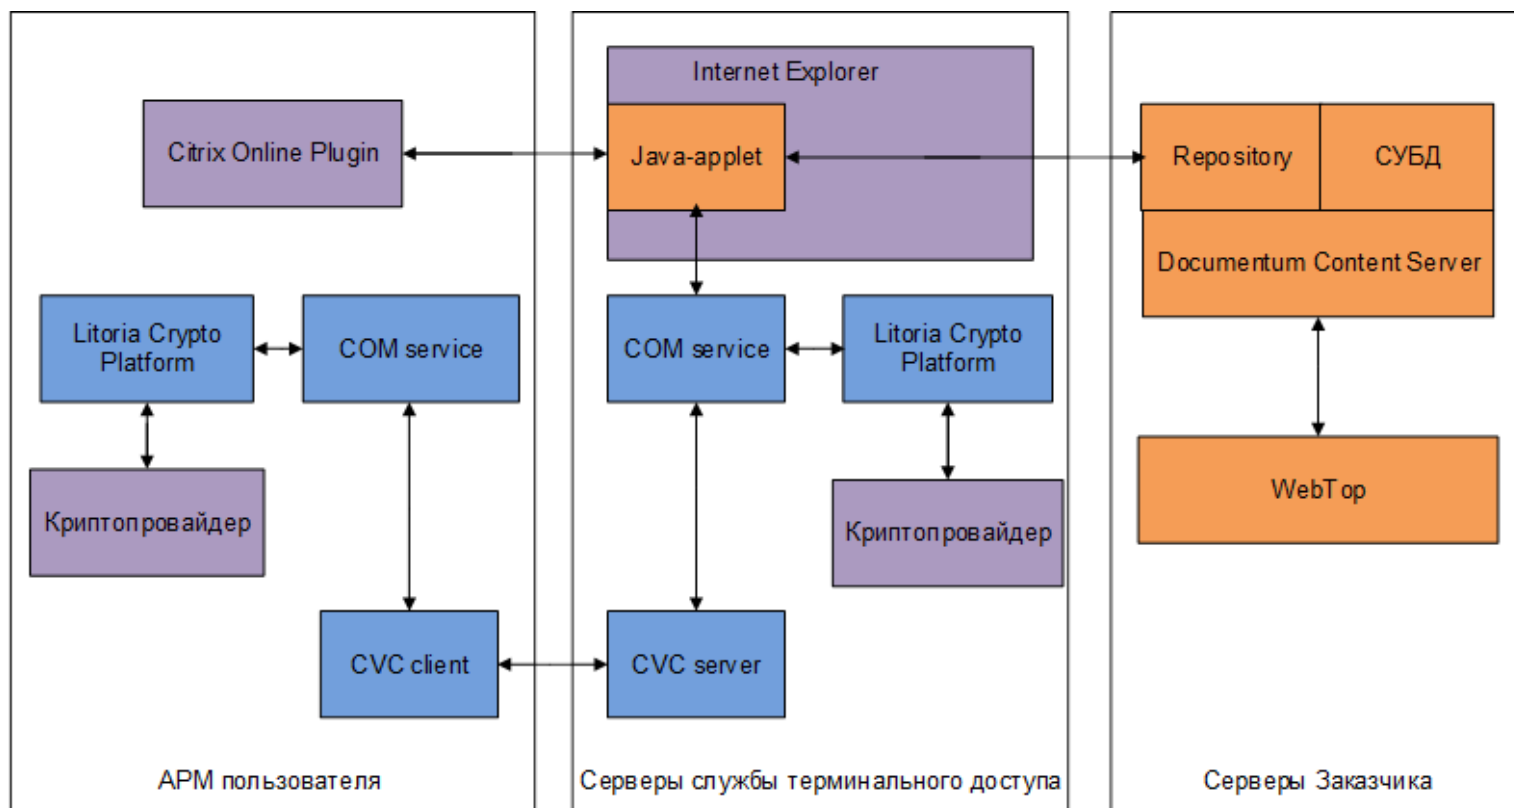 Internet Explorer
Citrix Online Plugin
Java-applet
Repository
СУБД
Documentum Content Server
Litoria Crypto
Platform
COM service
COM service
Litoria Crypto
Platform
WebTop
Криптопровайдер
Криптопровайдер
CVC client
CVC server
АРМ пользователя
Серверы службы терминального доступа
Серверы Заказчика